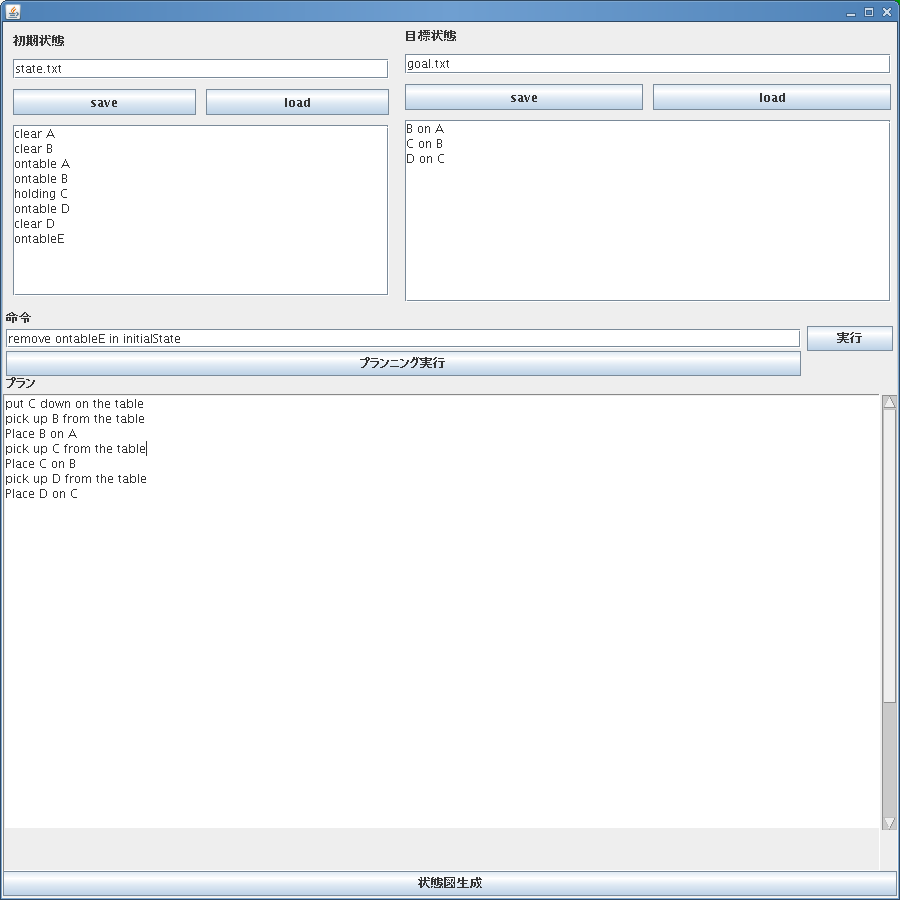 初期状態
state.txt
save
load
clear A
clear B
ontable A
ontable B
holding C
ontable D
clear D
ontableE
目標状態
goal.txt
save
load
B on A
C on B
D on C
命令
remove ontableE in initialState
実行
プランニング実行
プラン
put C down on the table
pick up B from the table
Place B on A
pick up C from the table
Place C on B
pick up D from the table
Place D on C
状態図生成